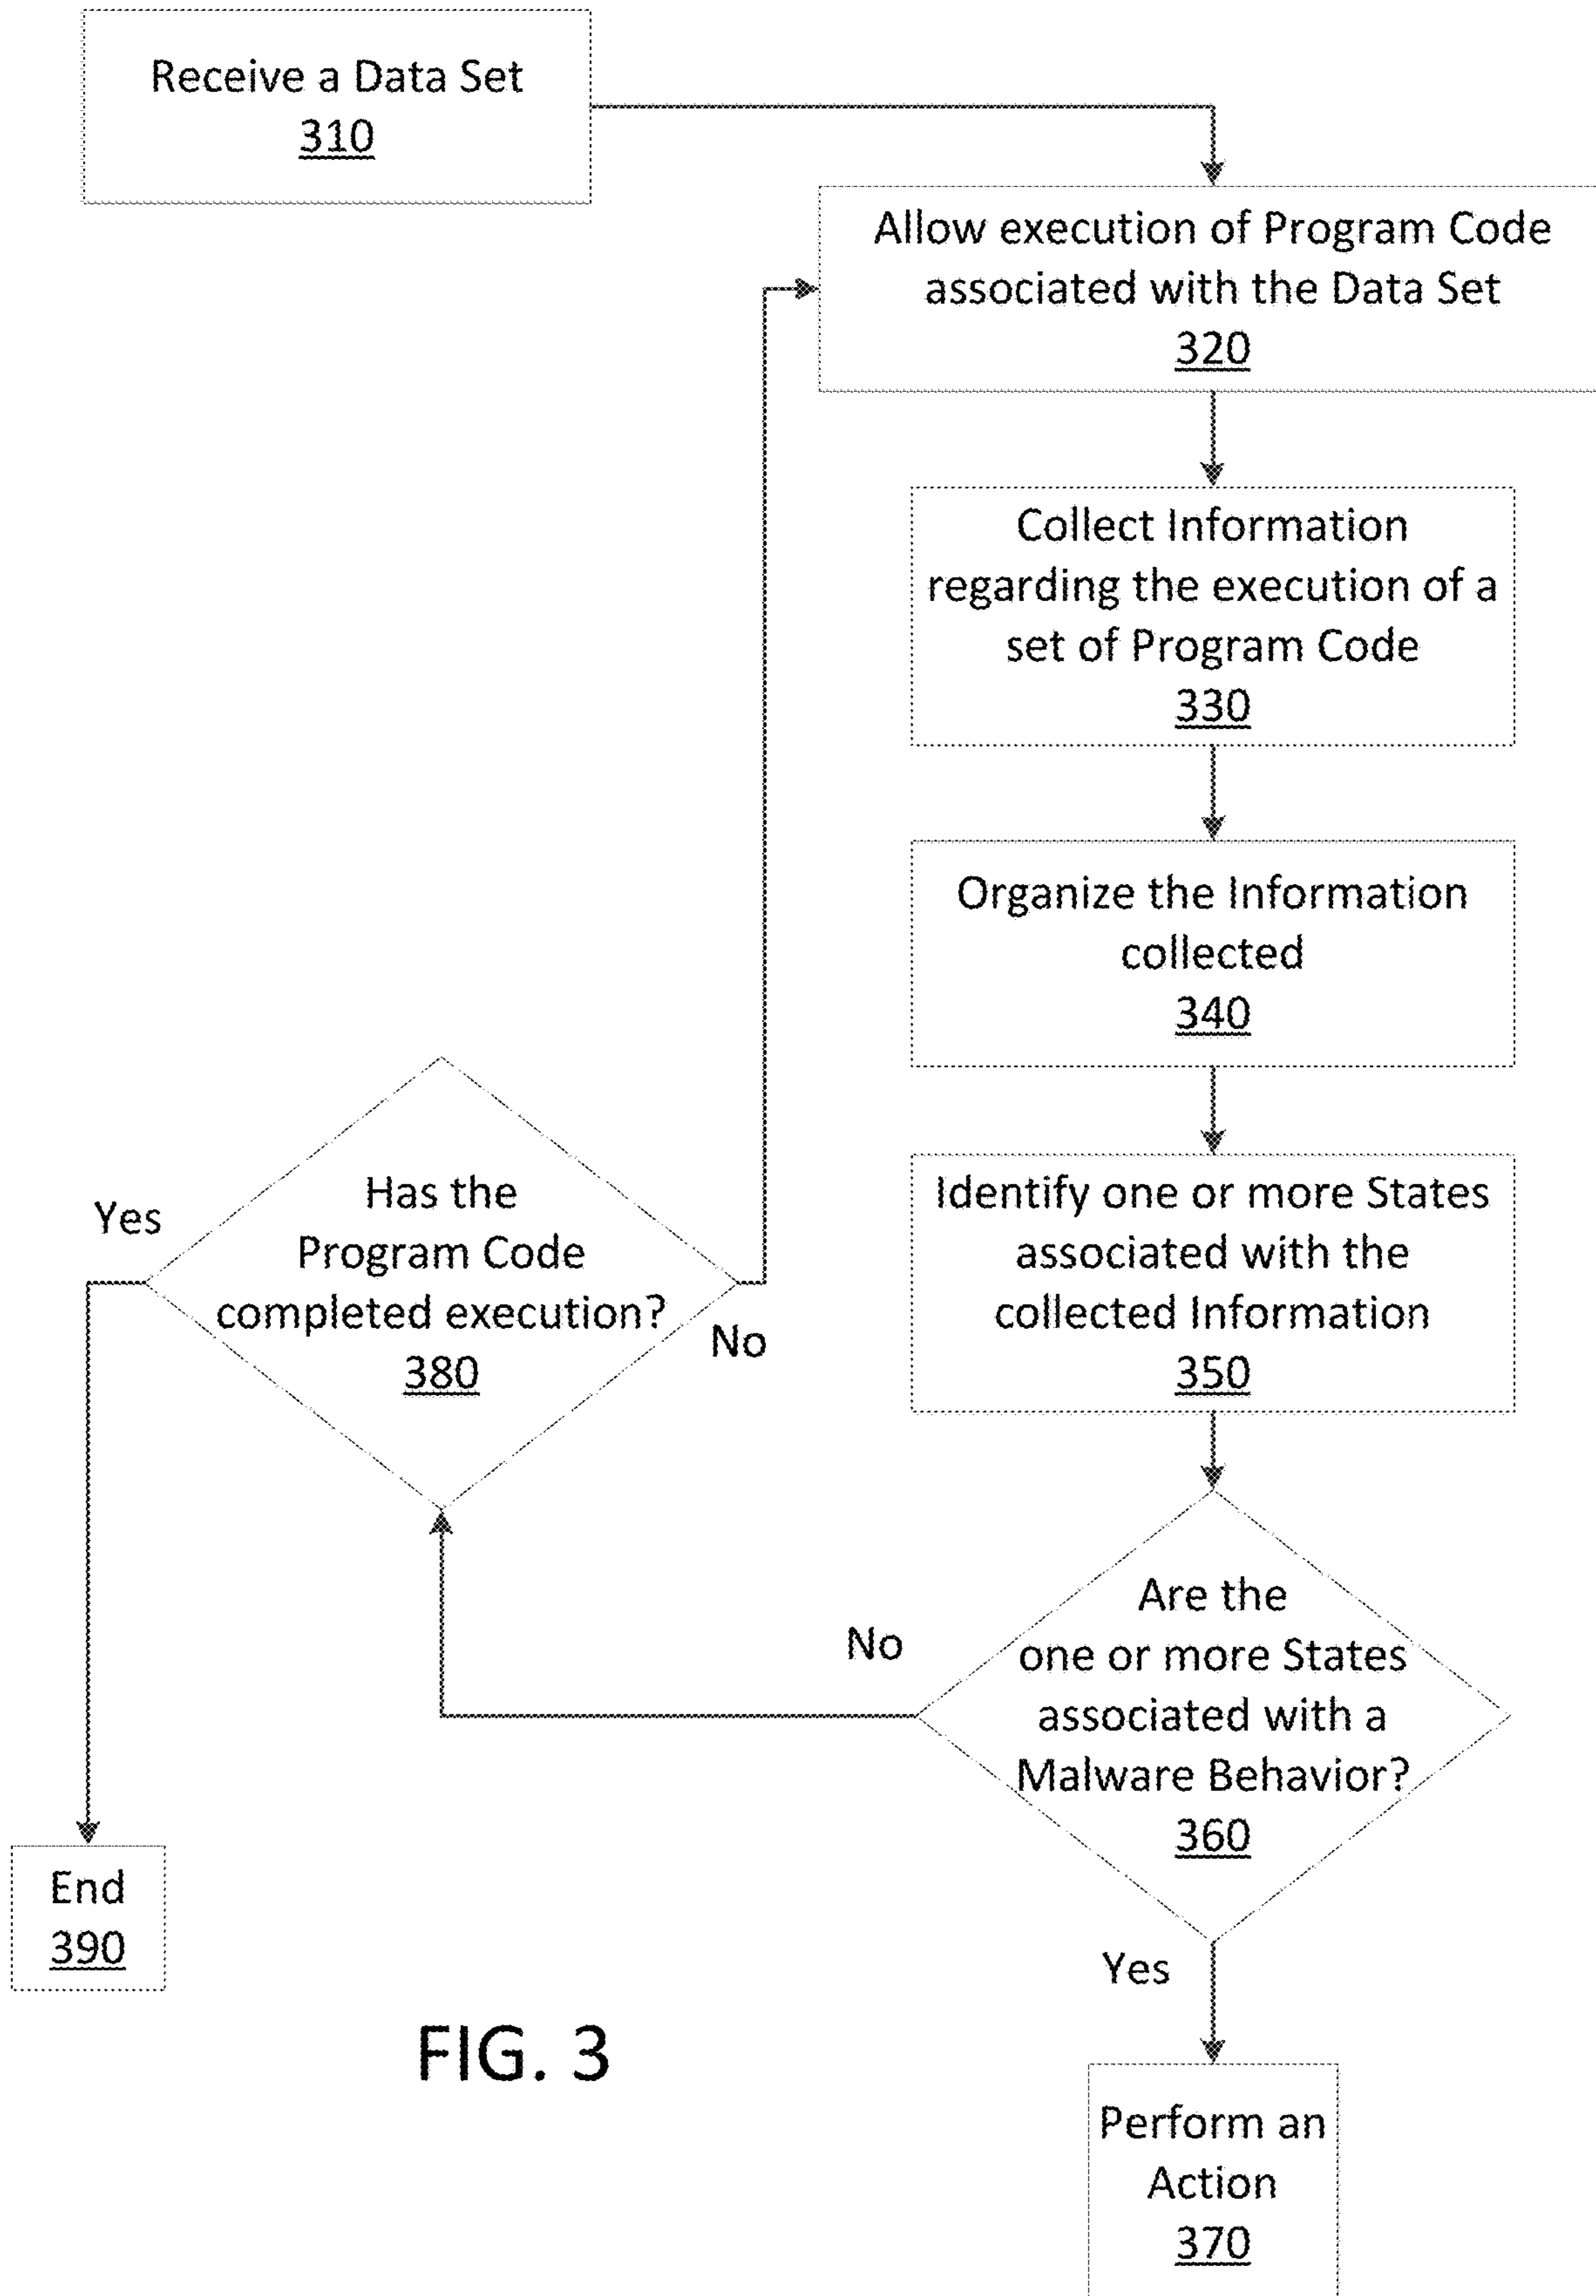 Receive a Data Set
310
Allow execution of Program Code
associated with the Data Set
320
Collect Information
regarding the execution of a
set of Program Code
330
Organize the Information
collected
340
Identify one or more States
associated with the
collected Information
350
Has the
Program Code
completed execution?
380
Yes
No
Are the
one or more States
associated with a
Malware Behavior?
360
No
Yes
End
390
Perform an
Action
370
FIG. 3